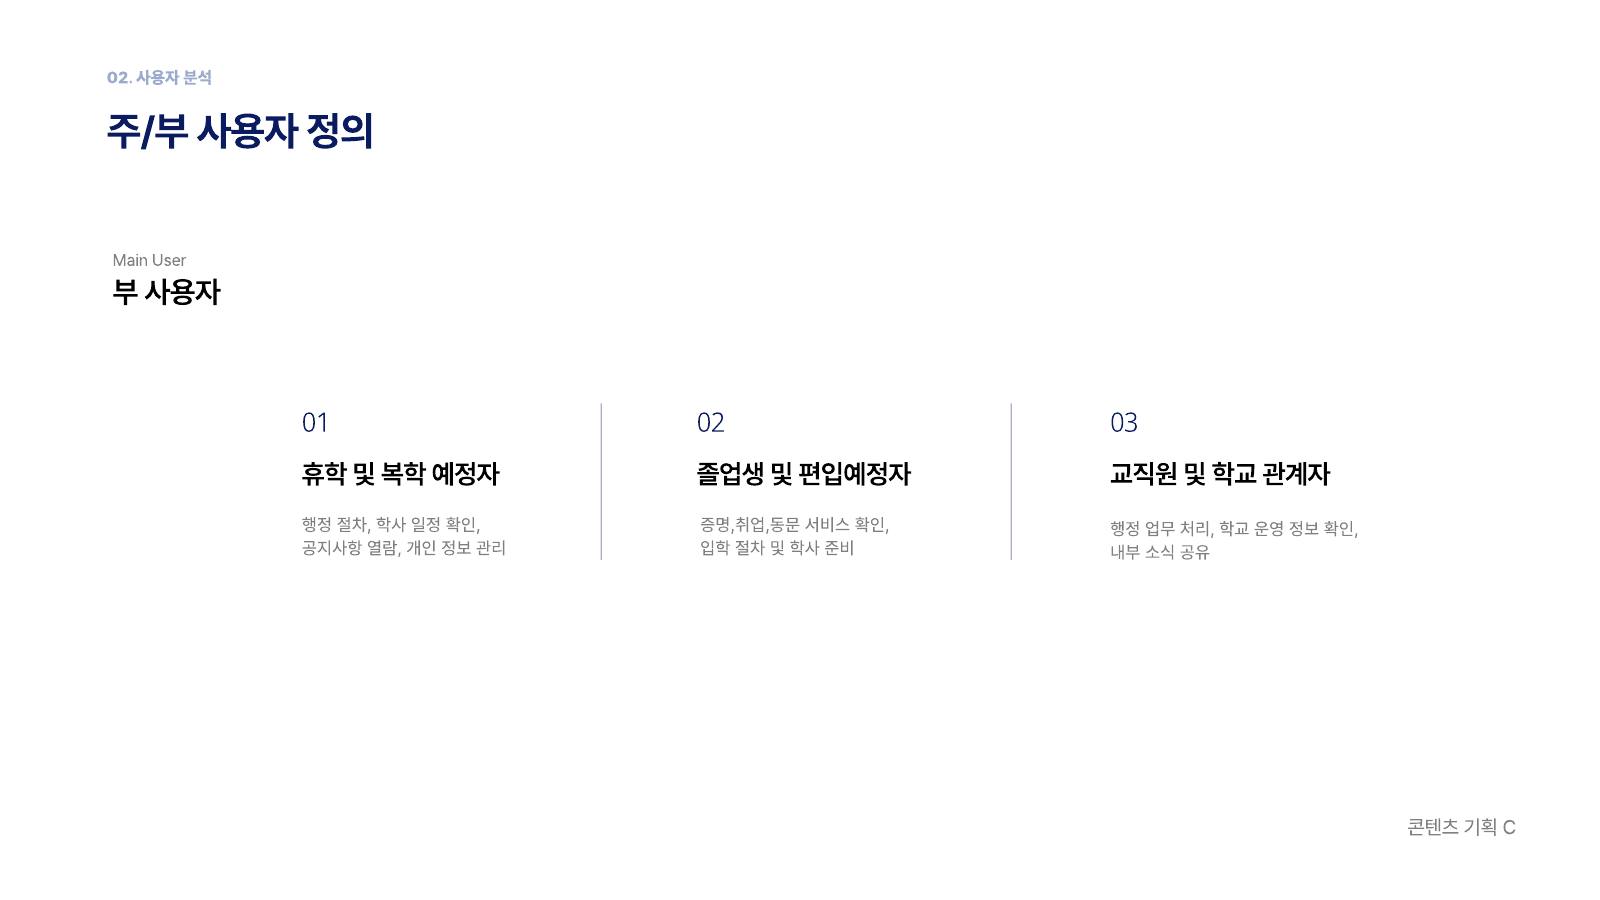 02. 사용자 분석
주/부 사용자 정의
Main User
부 사용자
01
휴학 및 복학 예정자
행정 절차, 학사 일정 확인,
공지사항 열람, 개인 정보 관리
02
졸업생 및 편입예정자
증명,취업,동문 서비스 확인,
입학 절차 및 학사 준비
03
교직원 및 학교 관계자
행정 업무 처리, 학교 운영 정보 확인,
내부 소식 공유
콘텐츠 기획 C